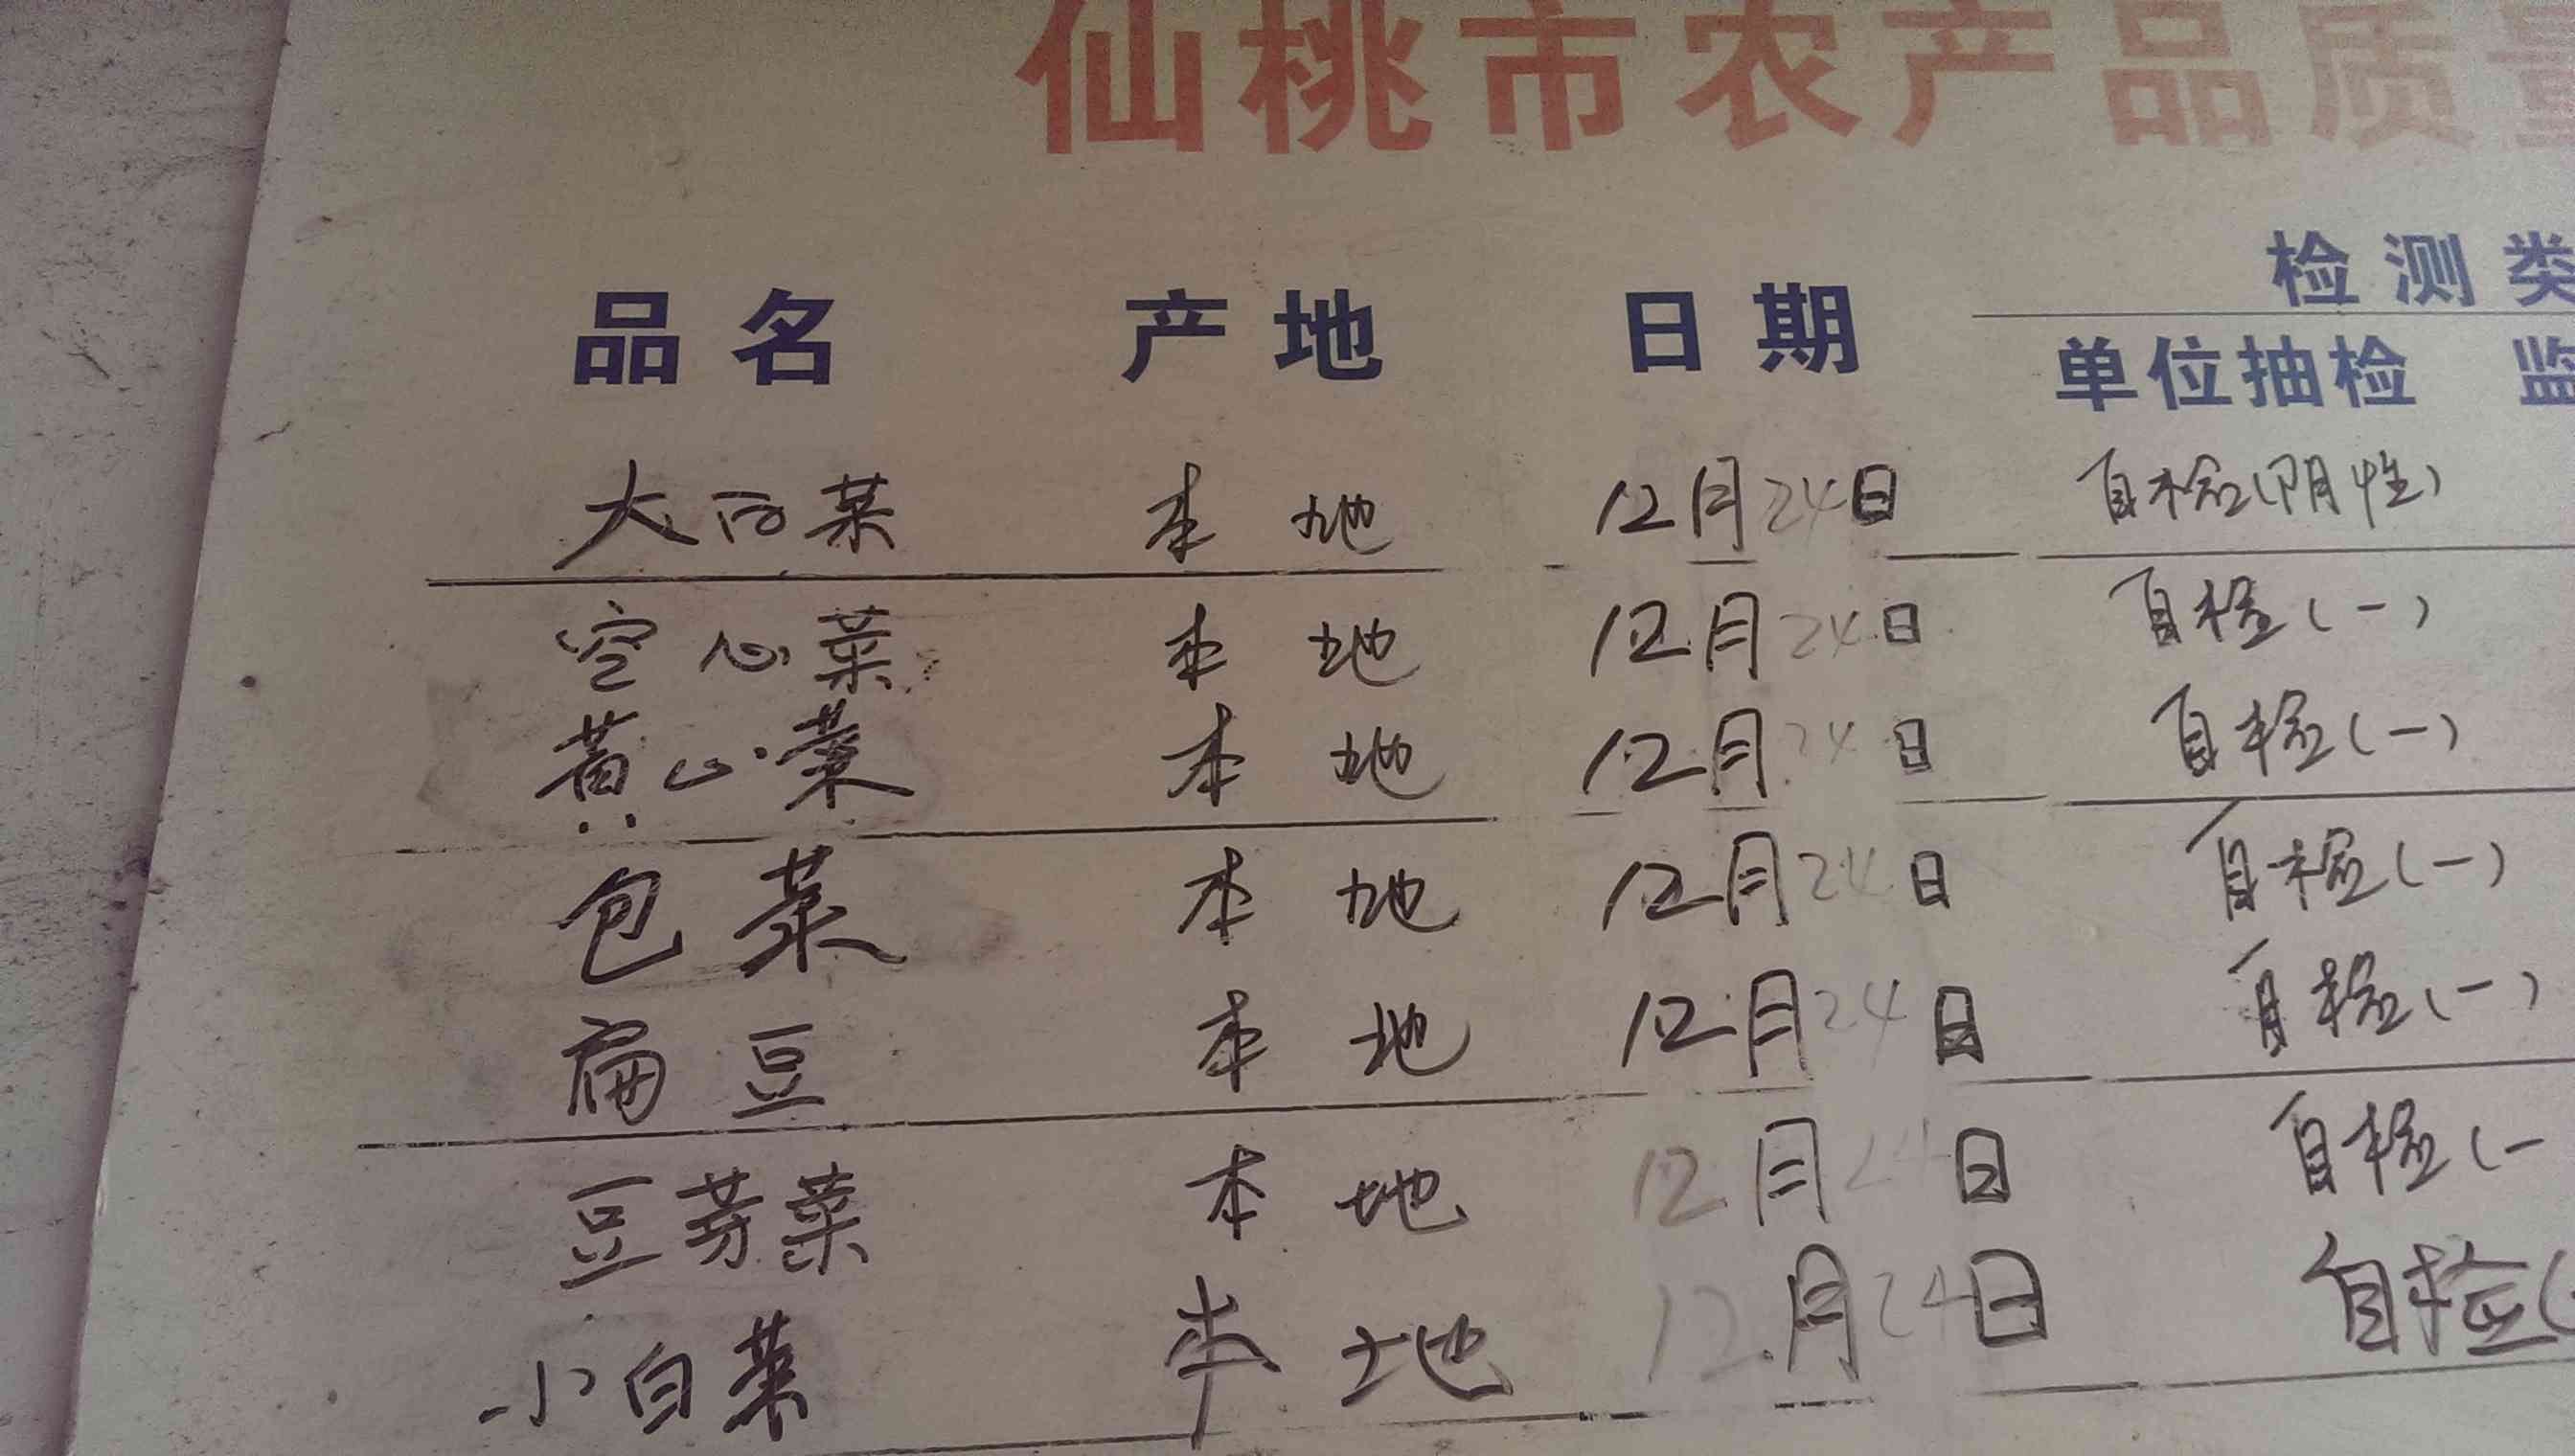 仙桃市农产品质量
检测类
品名 产地 日期 单位抽检 监
大白菜 本地 12月24日 自检(阴性)
空心菜 本地 12月24日 自检(一)
黄心菜 本地 12月24日 自检(一)
包菜 本地 12月24日 自检(一)
扁豆 本地 12月24日 自检(一)
豆芽菜 本地 12月24日 自检(一
小白菜 本地 12月24日 自检(